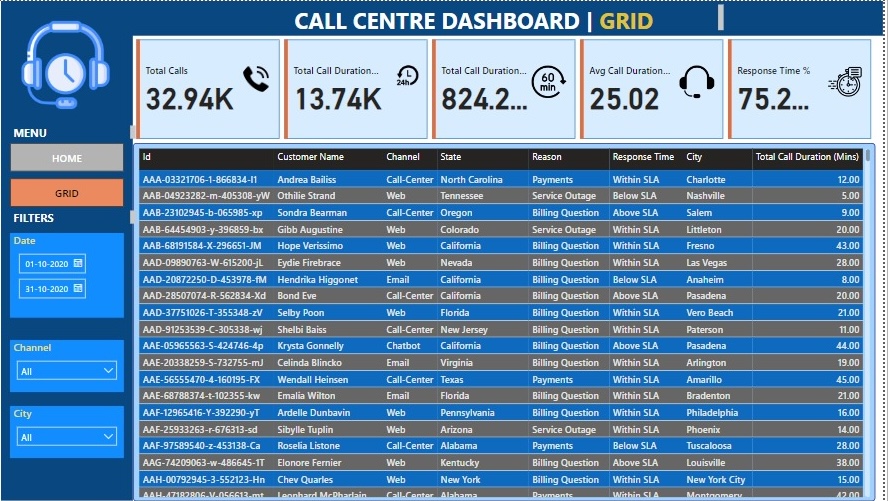 CALL CENTRE DASHBOARD | GRID
Total Calls
32.94K
24h
Total Call Duration...
13.74K
60 min
Total Call Duration...
824.2...
Avg Call Duration...
25.02
Response Time %
75.2...
MENU
HOME
GRID
FILTERS
Date
01-10-2020
31-10-2020
Channel
All
City
All
Id Customer Name Channel State Reason Response Time City Total Call Duration (Mins)
AAA-03321706-1-866834-I1 Andrea Bailiss Call-Center North Carolina Payments Within SLA Charlotte 12.00
AAB-04923282-m-405308-yW Othilie Strand Web Tennessee Service Outage Below SLA Nashville 5.00
AAB-23102945-b-065985-xp Sondra Bearman Call-Center Oregon Billing Question Above SLA Salem 9.00
AAB-64454903-y-396859-bx Gibb Augustine Web Colorado Service Outage Within SLA Littleton 20.00
AAB-68191584-X-296651-JM Hope Verissimo Web California Billing Question Within SLA Fresno 43.00
AAD-09890763-W-615200-jL Eydie Firebrace Web Nevada Billing Question Within SLA Las Vegas 28.00
AAD-20872250-D-453978-fM Hendrika Higgonet Email California Billing Question Below SLA Anaheim 8.00
AAD-28507074-R-562834-Xd Bond Eve Call-Center California Billing Question Above SLA Pasadena 20.00
AAD-37751026-T-355348-zV Selby Poon Web Florida Billing Question Within SLA Vero Beach 21.00
AAD-91253539-C-305338-wj Shelbi Baiss Call-Center New Jersey Billing Question Within SLA Paterson 11.00
AAE-05965563-S-424746-4p Krysta Gonnelly Chatbot California Billing Question Above SLA Pasadena 44.00
AAE-20338259-S-732755-mJ Celinda Blincko Email Virginia Billing Question Within SLA Arlington 19.00
AAE-56555470-4-160195-FX Wendall Heinsen Call-Center Texas Payments Within SLA Amarillo 45.00
AAE-68788374-t-102355-kw Emalia Wilton Email Florida Billing Question Within SLA Bradenton 21.00
AAF-12965416-Y-392290-yT Ardelle Dunbavin Web Pennsylvania Billing Question Within SLA Philadelphia 16.00
AAF-25933263-r-676313-sd Sibylle Tuplin Web Arizona Service Outage Within SLA Phoenix 14.00
AAF-97589540-z-453138-Ca Roselia Listone Call-Center Alabama Payments Below SLA Tuscaloosa 28.00
AAG-74209063-w-486645-1T Elonore Fernier Web Kentucky Billing Question Above SLA Louisville 38.00
AAH-00792945-3-552123-Hn Chev Quarles Web New York Billing Question Within SLA New York City 15.00
AAH-47182806-V-056613-mt Leonhard McPharlain Call-Center Alabama Payments Within SLA Montgomery 42.00